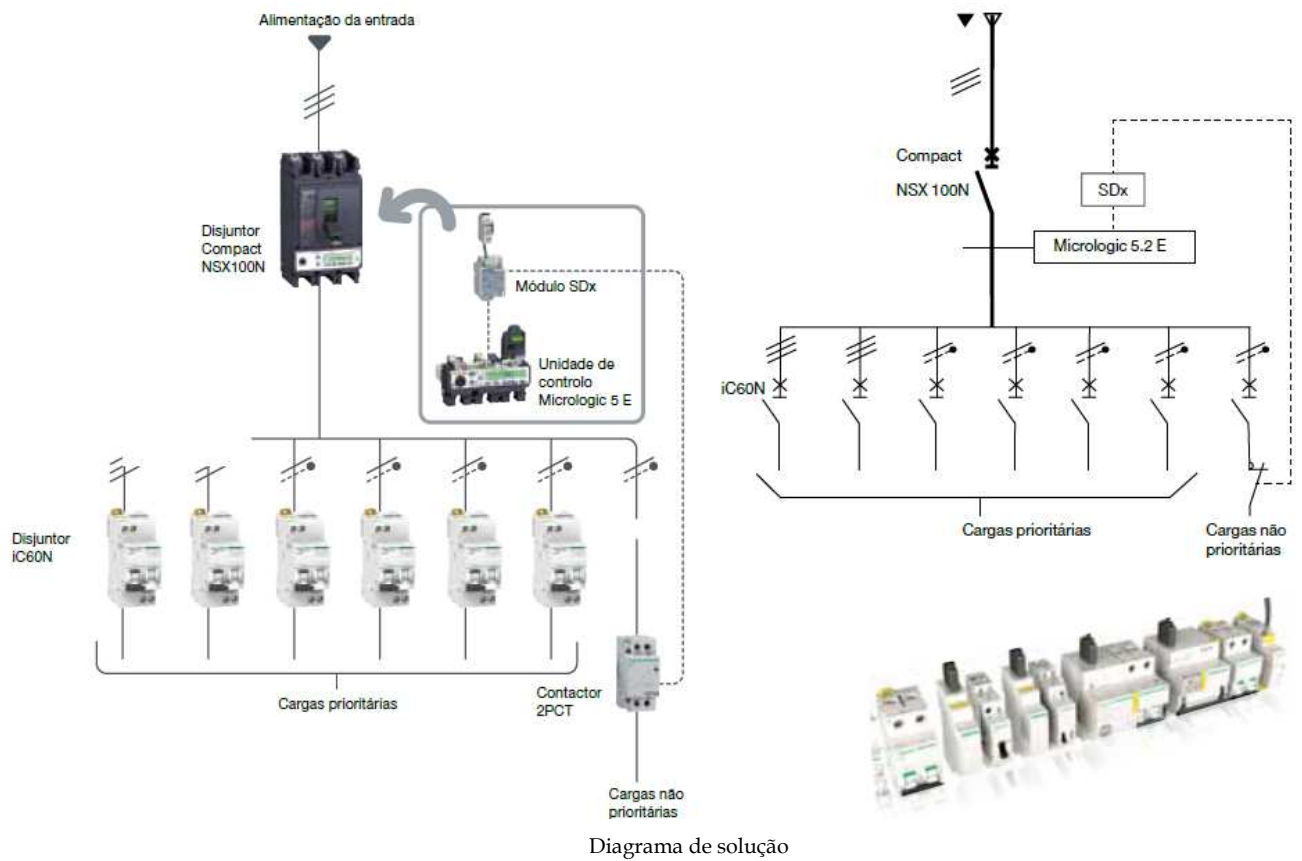 Alimentação da entrada
Disjuntor
Compact
NSX100N
Módulo SDx
Unidade de
controlo
Micrologic 5 E
Disjuntor
iC60N
Cargas prioritárias
Contactor
2PCT
Cargas não
prioritárias
Compact
NSX 100N
SDx
Micrologic 5.2 E
iC60N
Cargas prioritárias
Cargas não
prioritárias
Diagrama de solução